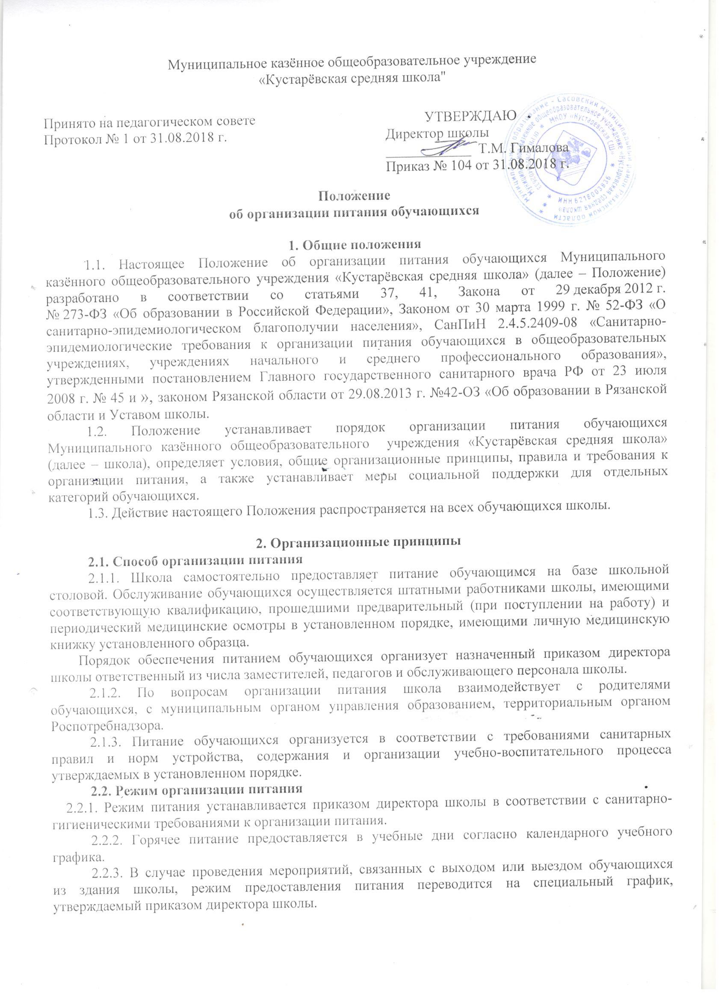 Муниципальное казённое общеобразовательное учреждение
«Кустарёвская средняя школа"
Принято на педагогическом совете
Протокол № 1 от 31.08.2018 г.
УТВЕРЖДАЮ
Директор школы
Т.М. Гималова
Приказ № 104 от 31.08.2018 г.
МКОУ «Кустаревская СШ»
ИНН 6218003836
Положение
об организации питания обучающихся
1. Общие положения
1.1. Настоящее Положение об организации питания обучающихся Муниципального
казённого общеобразовательного учреждения «Кустарёвская средняя школа» (далее – Положение)
разработано в соответствии со статьями 37, 41, Закона от 29 декабря 2012 г.
№ 273-ФЗ «Об образовании в Российской Федерации», Законом от 30 марта 1999 г. № 52-ФЗ «О
санитарно-эпидемиологическом благополучии населения», СанПиН 2.4.5.2409-08 «Санитарно-
эпидемиологические требования к организации питания обучающихся в общеобразовательных
учреждениях, учреждениях начального и среднего профессионального образования»,
утвержденными постановлением Главного государственного санитарного врача РФ от 23 июля
2008 г. № 45 и », законом Рязанской области от 29.08.2013 г. №42-ОЗ «Об образовании в Рязанской
области и Уставом школы.
1.2. Положение устанавливает порядок организации питания обучающихся
Муниципального казённого общеобразовательного учреждения «Кустарёвская средняя школа»
(далее – школа), определяет условия, общие организационные принципы, правила и требования к
организации питания, а также устанавливает меры социальной поддержки для отдельных
категорий обучающихся.
1.3. Действие настоящего Положения распространяется на всех обучающихся школы.
2. Организационные принципы
2.1. Способ организации питания
2.1.1. Школа самостоятельно предоставляет питание обучающимся на базе школьной
столовой. Обслуживание обучающихся осуществляется штатными работниками школы, имеющими
соответствующую квалификацию, прошедшими предварительный (при поступлении на работу) и
периодический медицинские осмотры в установленном порядке, имеющими личную медицинскую
книжку установленного образца.
Порядок обеспечения питанием обучающихся организует назначенный приказом директора
школы ответственный из числа заместителей, педагогов и обслуживающего персонала школы.
2.1.2. По вопросам организации питания школа взаимодействует с родителями
обучающихся, с муниципальным органом управления образованием, территориальным органом
Роспотребнадзора.
2.1.3. Питание обучающихся организуется в соответствии с требованиями санитарных
правил и норм устройства, содержания и организации учебно-воспитательного процесса
утверждаемых в установленном порядке.
2.2. Режим организации питания
2.2.1. Режим питания устанавливается приказом директора школы в соответствии с санитарно-
гигиеническими требованиями к организации питания.
2.2.2. Горячее питание предоставляется в учебные дни согласно календарного учебного
графика.
2.2.3. В случае проведения мероприятий, связанных с выходом или выездом обучающихся
из здания школы, режим предоставления питания переводится на специальный график,
утверждаемый приказом директора школы.